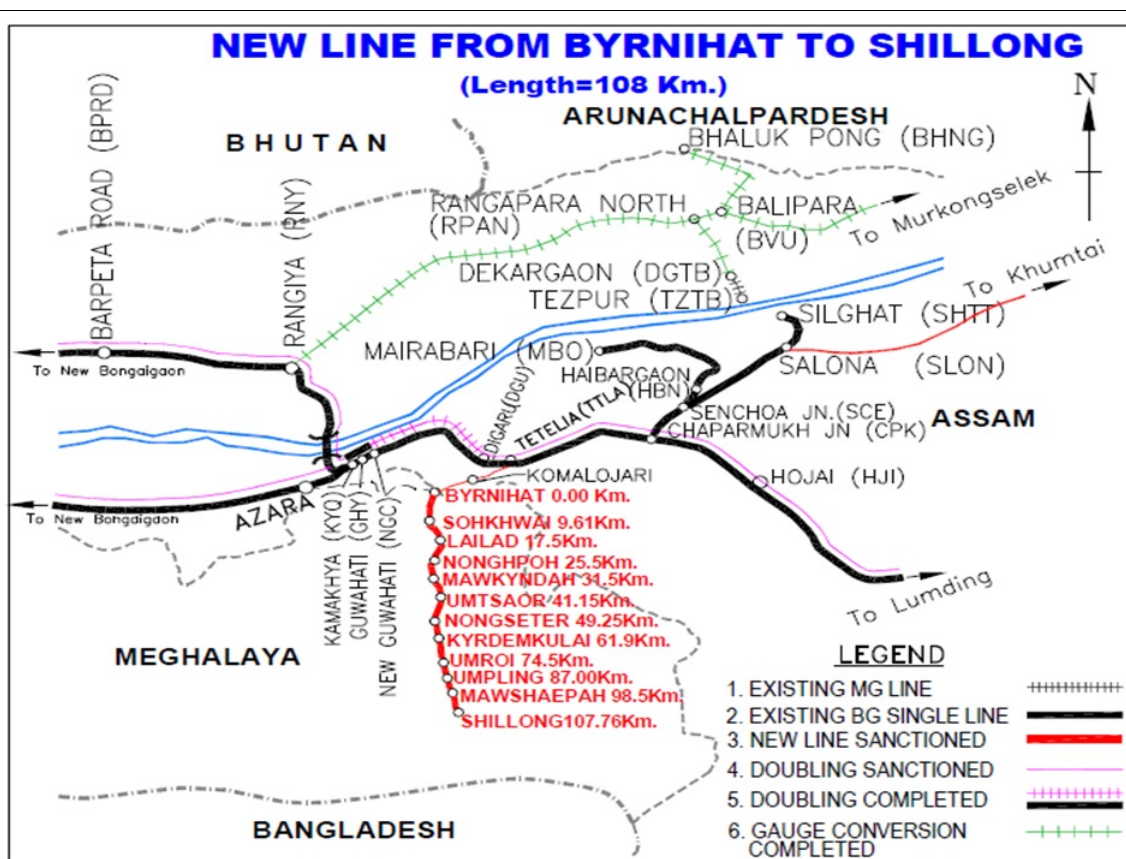 NEW LINE FROM BYRNIHAT TO SHILLONG
(Length=108 Km.)
N
ARUNACHALPARDESH
BHUTAN
BHALUK PONG (BHNG)
BARPETA ROAD (BPRD)
RANGIYA (RNY)
RANGAPARA NORTH
(RPAN)
BALIPARA
(BVU)
To Murkongselek
DEKARGAON (DGTB)
TEZPUR (TZTB)
To Khumtai
SILGHAT (SHTT)
MAIRABARI (MBO)
SALONA (SLON)
HAIBARGAON
(HBN)
To New Bongaigaon
DIGARU(DGU)
TETELIA(TTLA)
SENCHOA JN.(SCE)
ASSAM
CHAPARMUKH JN (CPK)
HOJAI (HJI)
KOMALOJARI
AZARA
To New Bongaigaon
KAMAKHYA (KYQ)
GUWAHATI (GHY)
NEW GUWAHATI (NGC)
BYRNIHAT 0.00 Km.
SOHKHWAI 9.61Km.
LAILAD 17.5Km.
NONGHPOH 25.5Km.
MAWKYNDAH 31.5Km.
UMTSAOR 41.15Km.
NONGSETER 49.25Km.
KYRDEMKULAI 61.9Km.
UMROI 74.5Km.
UMPLING 87.00Km.
MAWSHAEPAH 98.5Km.
SHILLONG107.76Km.
To Lumding
MEGHALAYA
BANGLADESH
LEGEND
1. EXISTING MG LINE
2. EXISTING BG SINGLE LINE
3. NEW LINE SANCTIONED
4. DOUBLING SANCTIONED
5. DOUBLING COMPLETED
6. GAUGE CONVERSION
COMPLETED